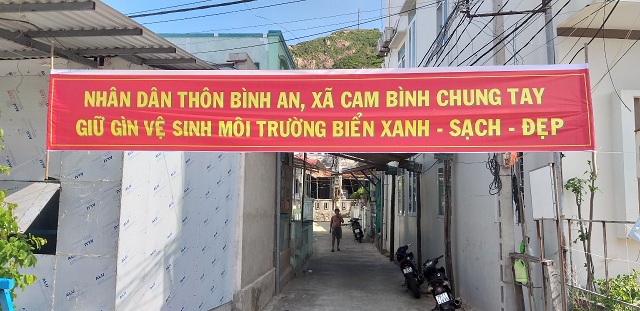 NHÂN DÂN THÔN BÌNH AN, XÃ CAM BÌNH CHUNG TAY
GIỮ GÌN VỆ SINH MÔI TRƯỜNG BIỂN XANH - SẠCH - ĐẸP